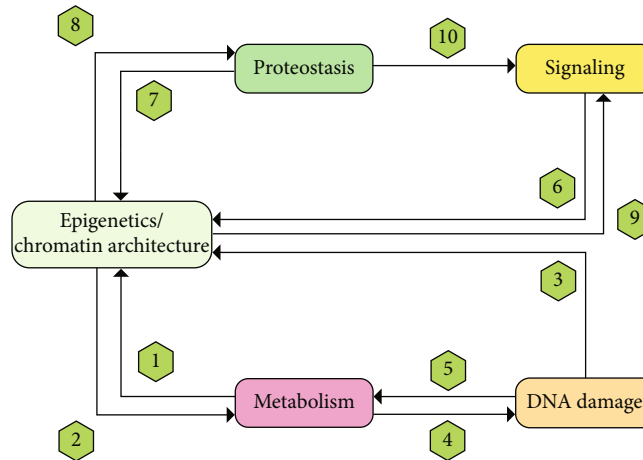 8
10
Proteostasis
Signaling
7
6
9
Epigenetics/
chromatin architecture
3
1
5
Metabolism
DNA damage
2
4